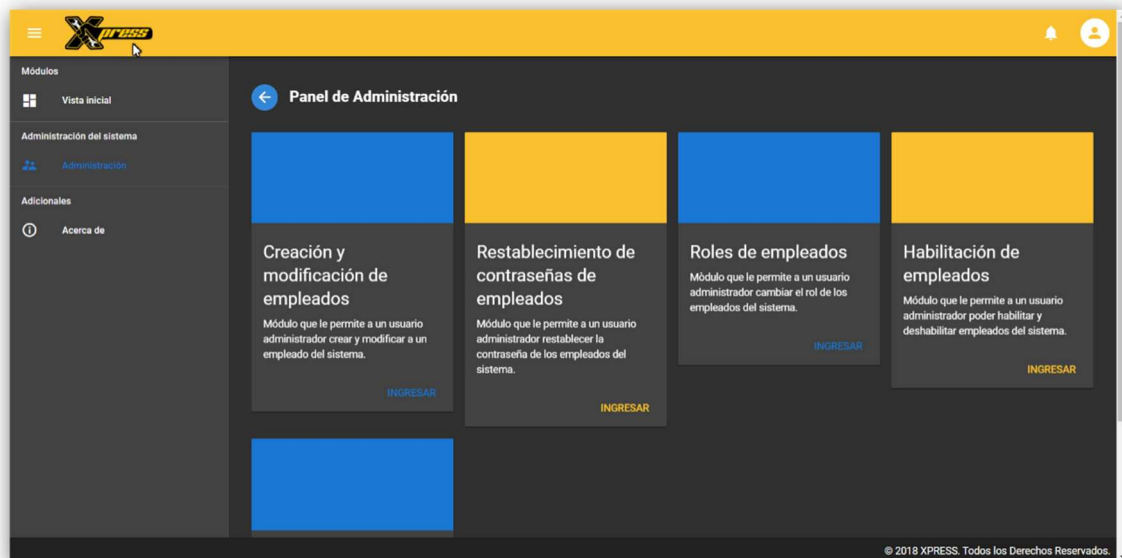 Xpress
Módulos
Vista inicial
Administración del sistema
Administración
Adicionales
Acerca de
Panel de Administración
Creación y
modificación de
empleados
Módulo que le permite a un usuario
administrador crear y modificar a un
empleado del sistema.
INGRESAR
Restablecimiento de
contraseñas de
empleados
Módulo que le permite a un usuario
administrador restablecer la
contraseña de los empleados del
sistema.
INGRESAR
Roles de empleados
Módulo que le permite a un usuario
administrador cambiar el rol de los
empleados del sistema.
INGRESAR
Habilitación de
empleados
Módulo que le permite a un usuario
administrador poder habilitar y
deshabilitar empleados del sistema.
INGRESAR
© 2018 XPRESS. Todos los Derechos Reservados.